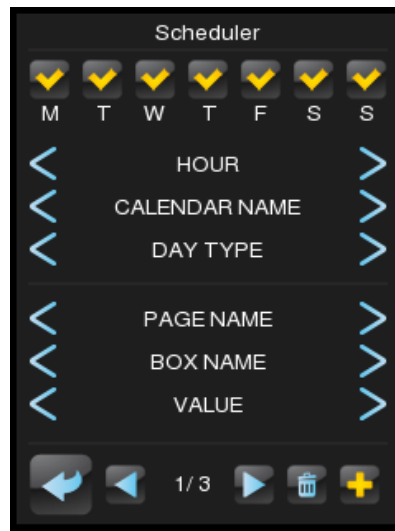 Scheduler
M T W T F S S
HOUR
CALENDAR NAME
DAY TYPE
PAGE NAME
BOX NAME
VALUE
1/ 3